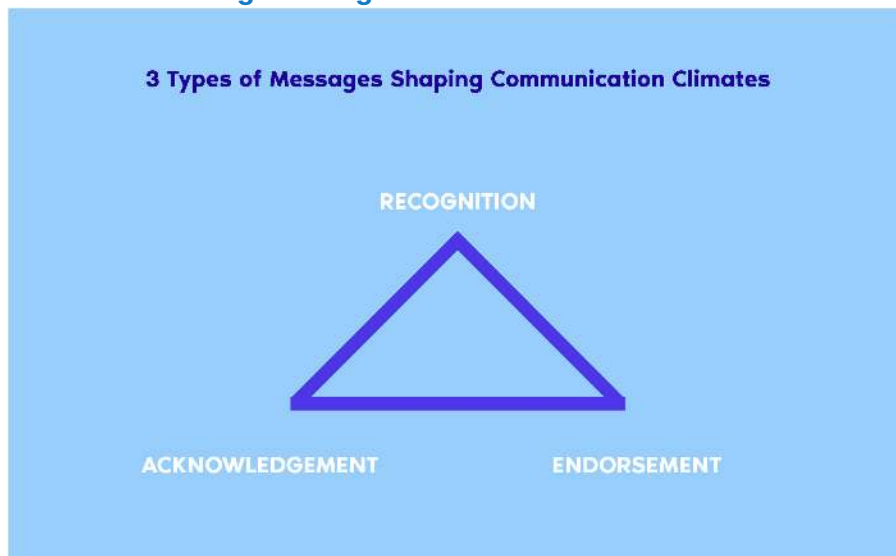 3 Types of Messages Shaping Communication Climates
RECOGNITION
ACKNOWLEDGEMENT
ENDORSEMENT